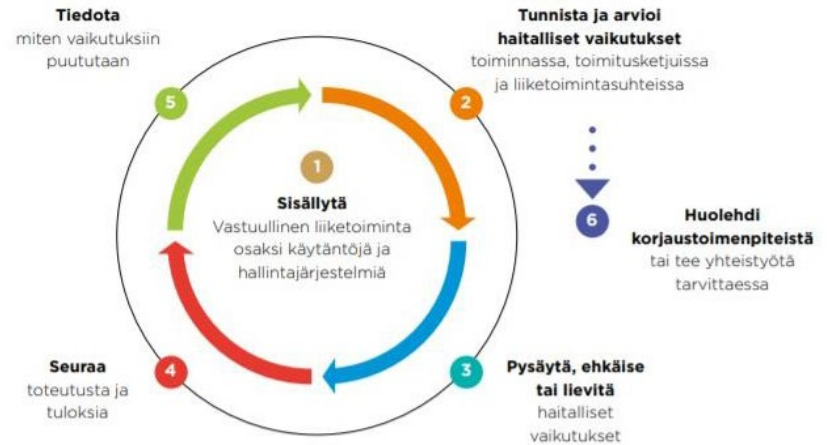 Tiedota
miten vaikutuksiin
puututaan
5
Tunnista ja arvioi
haitalliset vaikutukset
toiminnassa, toimitusketjuissa
ja liiketoimintasuhteissa
2
1
Sisällytä
Vastuullinen liiketoiminta
osaksi käytäntöjä ja
hallintajärjestelmiä
6
Huolehdi
korjaustoimenpiteistä
tai tee yhteistyötä
tarvittaessa
Seuraa
toteutusta ja
tuloksia
4
3
Pysäytä, ehkäise
tai lievitä
haitalliset
vaikutukset